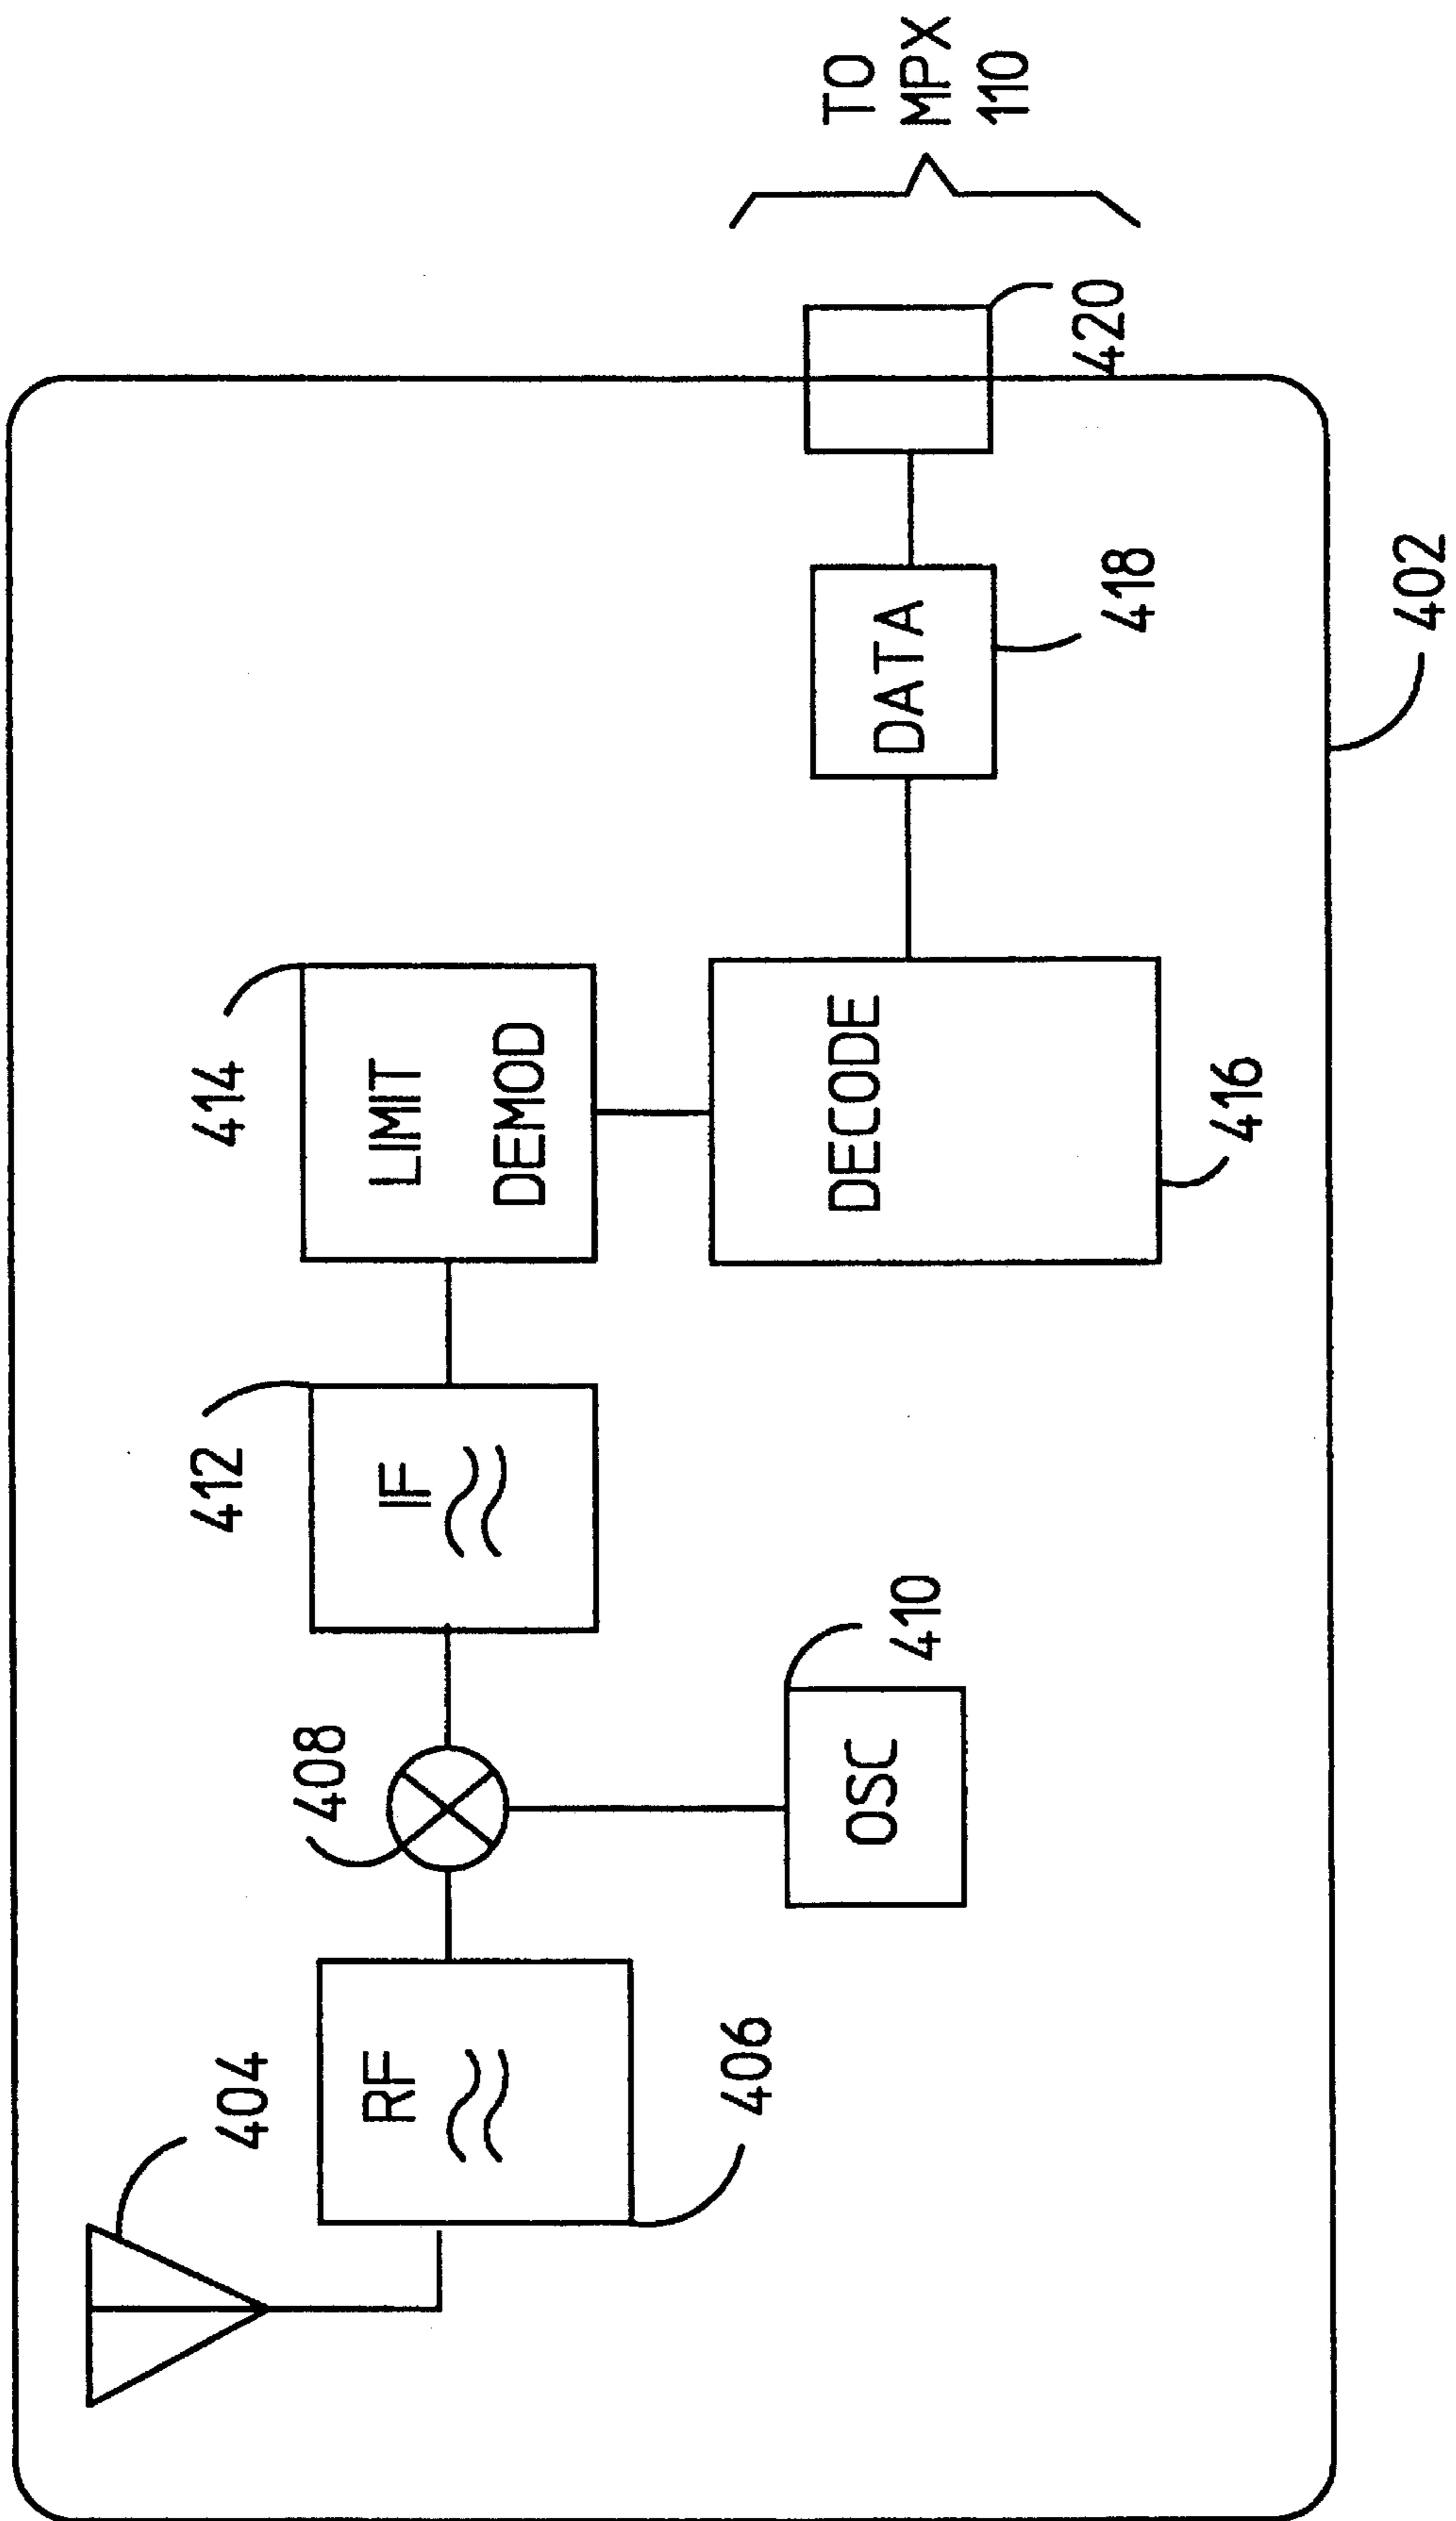 404
RF
406
408
OSC
410
412
IF
414
LIMIT
DEMOD
DECODE
416
DATA
418
420
TO
MPX
110
402